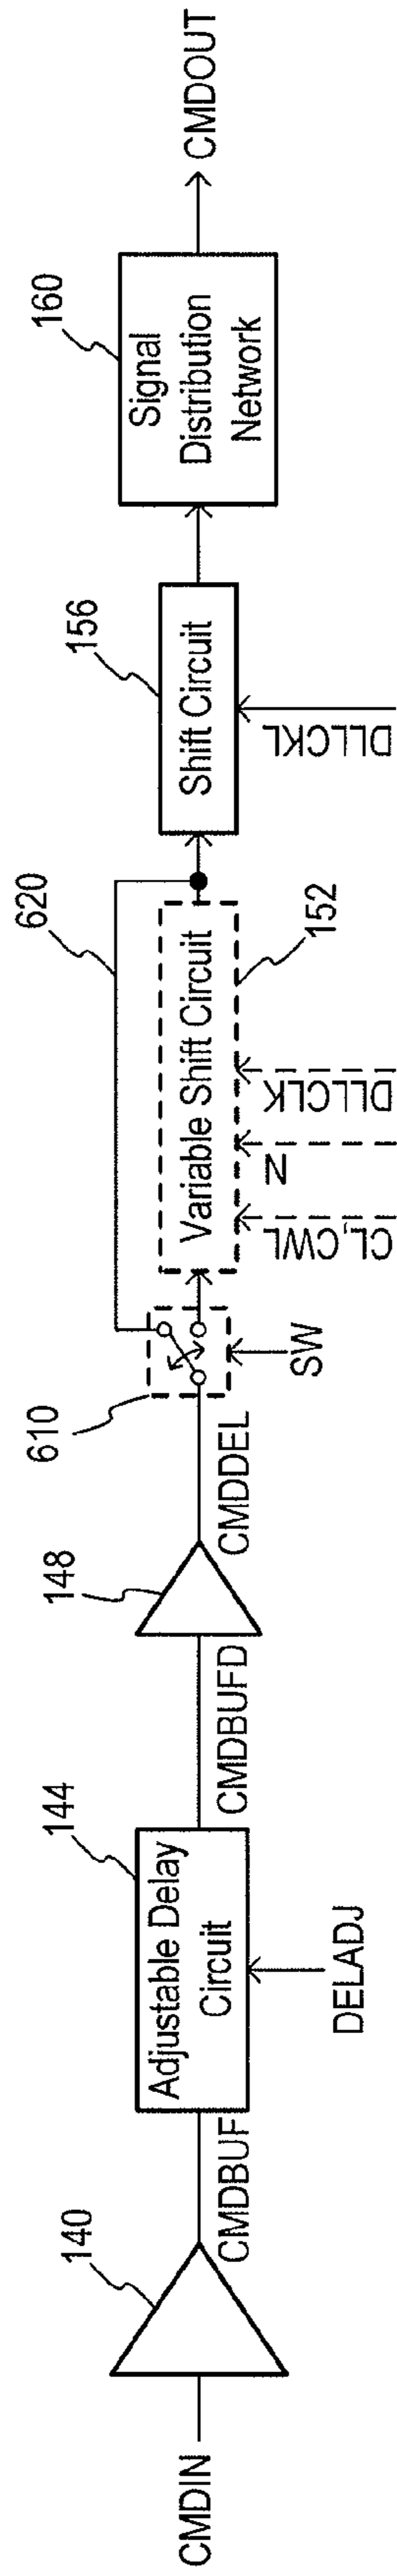 CMDIN
140
CMDBUF
144
Adjustable Delay
Circuit
DELADJ
CMDBUFD
148
CMDDEL
610
SW
620
Variable Shift Circuit
152
CL,CWL
N
DLLCLK
156
Shift Circuit
DLLCKL
160
Signal
Distribution
Network
CMDOUT